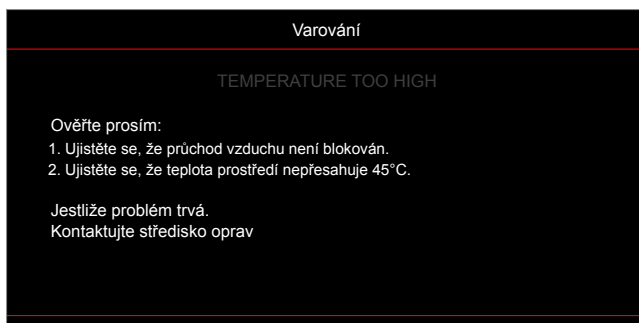 Varování
TEMPERATURE TOO HIGH
Ověřte prosím:
1. Ujistěte se, že průchod vzduchu není blokován.
2. Ujistěte se, že teplota prostředí nepřesahuje 45°C.
Jestliže problém trvá.
Kontaktujte středisko oprav